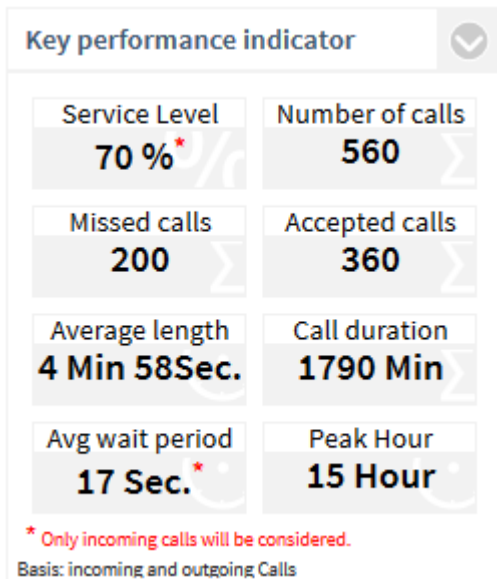 Key performance indicator
Service Level Number of calls
70 %* 560
Missed calls Accepted calls
200 360
Average length Call duration
4 Min 58Sec. 1790 Min
Avg wait period Peak Hour
17 Sec.* 15 Hour
* Only incoming calls will be considered.
Basis: incoming and outgoing Calls